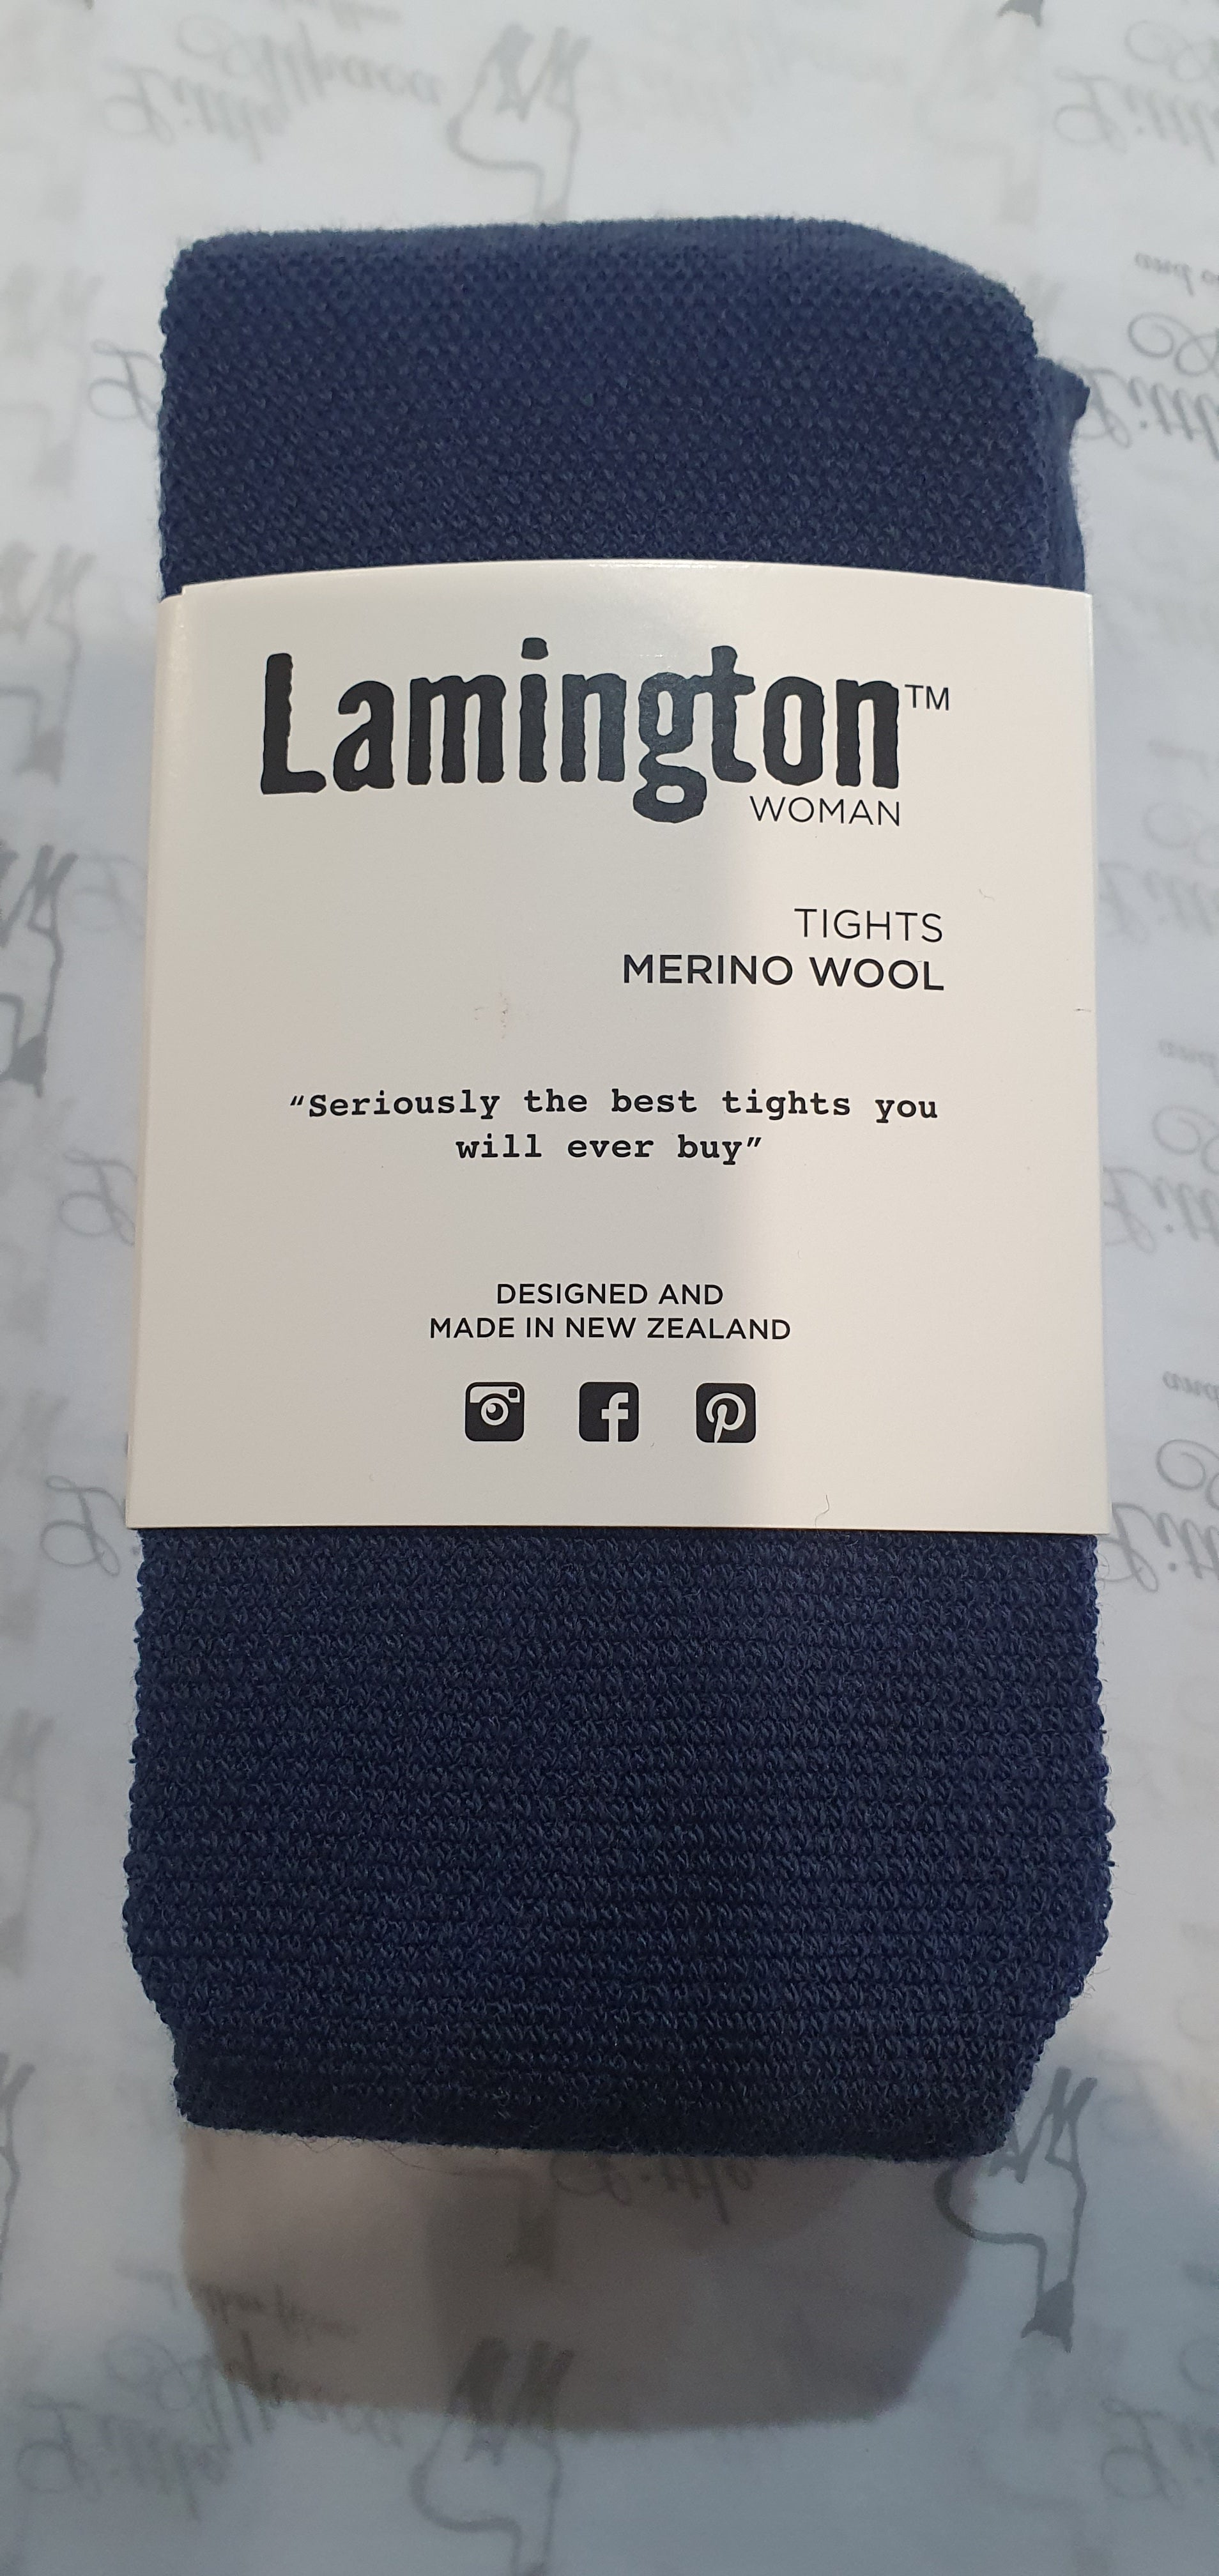 Lamington™
WOMAN
TIGHTS
MERINO WOOL
“Seriously the best tights you
will ever buy”
DESIGNED AND
MADE IN NEW ZEALAND